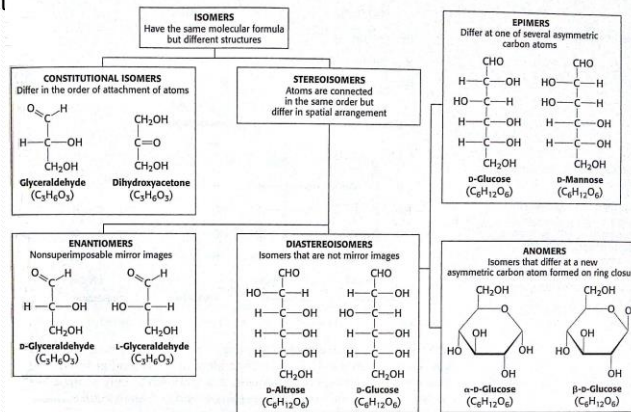 ISOMERS
Have the same molecular formula
but different structures
CONSTITUTIONAL ISOMERS
Differ in the order of attachment of atoms
O H
C
H—C—OH
CH₂OH
Glyceraldehyde
(C₃H₆O₃)
CH₂OH
C=O
CH₂OH
Dihydroxyacetone
(C₃H₆O₃)
STEREOISOMERS
Atoms are connected
in the same order but
differ in spatial arrangement
ENANTIOMERS
Nonsuperimposable mirror images
O H
C
H—C—OH
CH₂OH
D-Glyceraldehyde
(C₃H₆O₃)
O H
C
HO—C—H
CH₂OH
L-Glyceraldehyde
(C₃H₆O₃)
DIASTEREOISOMERS
Isomers that are not mirror images
CHO
HO—C—H
H—C—OH
H—C—OH
H—C—OH
CH₂OH
D-Altrose
(C₆H₁₂O₆)
CHO
H—C—OH
HO—C—H
H—C—OH
H—C—OH
CH₂OH
D-Glucose
(C₆H₁₂O₆)
EPIMERS
Differ at one of several asymmetric
carbon atoms
CHO
H—C—OH
HO—C—H
H—C—OH
H—C—OH
CH₂OH
D-Glucose
(C₆H₁₂O₆)
CHO
HO—C—H
HO—C—H
H—C—OH
H—C—OH
CH₂OH
D-Mannose
(C₆H₁₂O₆)
ANOMERS
Isomers that differ at a new
asymmetric carbon atom formed on ring closu
CH₂OH
O
OH
HO OH
OH
α-D-Glucose
(C₆H₁₂O₆)
CH₂OH
O
OH
HO
OH
β-D-Glucose
(C₆H₁₂O₆)